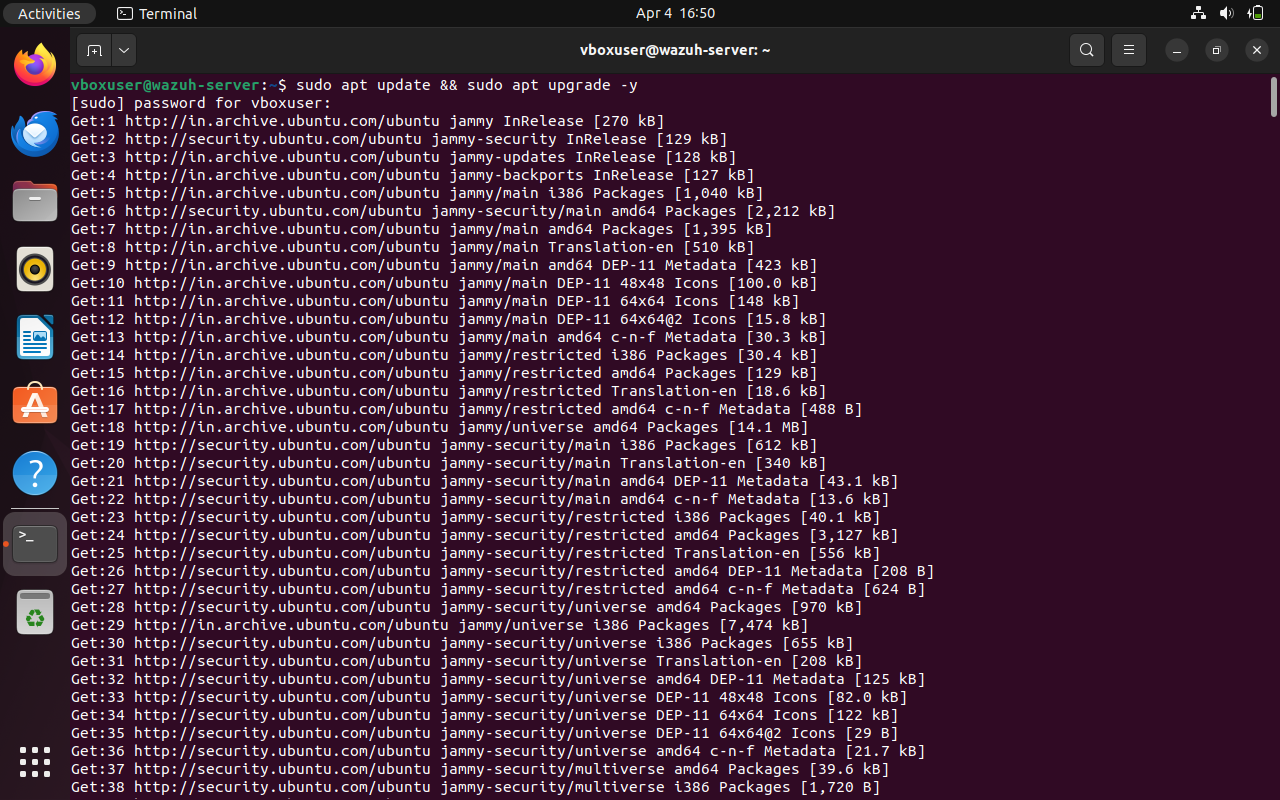 Activities
Terminal
Apr 4 16:50
vboxuser@wazuh-server: ~
vboxuser@wazuh-server:~$ sudo apt update && sudo apt upgrade -y
[sudo] password for vboxuser:
Get:1 http://in.archive.ubuntu.com/ubuntu jammy InRelease [270 kB]
Get:2 http://security.ubuntu.com/ubuntu jammy-security InRelease [129 kB]
Get:3 http://in.archive.ubuntu.com/ubuntu jammy-updates InRelease [128 kB]
Get:4 http://in.archive.ubuntu.com/ubuntu jammy-backports InRelease [127 kB]
Get:5 http://in.archive.ubuntu.com/ubuntu jammy/main i386 Packages [1,040 kB]
Get:6 http://security.ubuntu.com/ubuntu jammy-security/main amd64 Packages [2,212 kB]
Get:7 http://in.archive.ubuntu.com/ubuntu jammy/main amd64 Packages [1,395 kB]
Get:8 http://in.archive.ubuntu.com/ubuntu jammy/main Translation-en [510 kB]
Get:9 http://in.archive.ubuntu.com/ubuntu jammy/main amd64 DEP-11 Metadata [423 kB]
Get:10 http://in.archive.ubuntu.com/ubuntu jammy/main DEP-11 48x48 Icons [100.0 kB]
Get:11 http://in.archive.ubuntu.com/ubuntu jammy/main DEP-11 64x64 Icons [148 kB]
Get:12 http://in.archive.ubuntu.com/ubuntu jammy/main DEP-11 64x64@2 Icons [15.8 kB]
Get:13 http://in.archive.ubuntu.com/ubuntu jammy/main amd64 c-n-f Metadata [30.3 kB]
Get:14 http://in.archive.ubuntu.com/ubuntu jammy/restricted i386 Packages [30.4 kB]
Get:15 http://in.archive.ubuntu.com/ubuntu jammy/restricted amd64 Packages [129 kB]
Get:16 http://in.archive.ubuntu.com/ubuntu jammy/restricted Translation-en [18.6 kB]
Get:17 http://in.archive.ubuntu.com/ubuntu jammy/restricted amd64 c-n-f Metadata [488 B]
Get:18 http://in.archive.ubuntu.com/ubuntu jammy/universe amd64 Packages [14.1 MB]
Get:19 http://security.ubuntu.com/ubuntu jammy-security/main i386 Packages [612 kB]
Get:20 http://security.ubuntu.com/ubuntu jammy-security/main Translation-en [340 kB]
Get:21 http://security.ubuntu.com/ubuntu jammy-security/main amd64 DEP-11 Metadata [43.1 kB]
Get:22 http://security.ubuntu.com/ubuntu jammy-security/main amd64 c-n-f Metadata [13.6 kB]
Get:23 http://security.ubuntu.com/ubuntu jammy-security/restricted i386 Packages [40.1 kB]
Get:24 http://security.ubuntu.com/ubuntu jammy-security/restricted amd64 Packages [3,127 kB]
Get:25 http://security.ubuntu.com/ubuntu jammy-security/restricted Translation-en [556 kB]
Get:26 http://security.ubuntu.com/ubuntu jammy-security/restricted amd64 DEP-11 Metadata [208 B]
Get:27 http://security.ubuntu.com/ubuntu jammy-security/restricted amd64 c-n-f Metadata [624 B]
Get:28 http://security.ubuntu.com/ubuntu jammy-security/universe amd64 Packages [970 kB]
Get:29 http://in.archive.ubuntu.com/ubuntu jammy/universe i386 Packages [7,474 kB]
Get:30 http://security.ubuntu.com/ubuntu jammy-security/universe i386 Packages [655 kB]
Get:31 http://security.ubuntu.com/ubuntu jammy-security/universe Translation-en [208 kB]
Get:32 http://security.ubuntu.com/ubuntu jammy-security/universe amd64 DEP-11 Metadata [125 kB]
Get:33 http://security.ubuntu.com/ubuntu jammy-security/universe DEP-11 48x48 Icons [82.0 kB]
Get:34 http://security.ubuntu.com/ubuntu jammy-security/universe DEP-11 64x64 Icons [122 kB]
Get:35 http://security.ubuntu.com/ubuntu jammy-security/universe DEP-11 64x64@2 Icons [29 B]
Get:36 http://security.ubuntu.com/ubuntu jammy-security/universe amd64 c-n-f Metadata [21.7 kB]
Get:37 http://security.ubuntu.com/ubuntu jammy-security/multiverse amd64 Packages [39.6 kB]
Get:38 http://security.ubuntu.com/ubuntu jammy-security/multiverse i386 Packages [1,720 B]